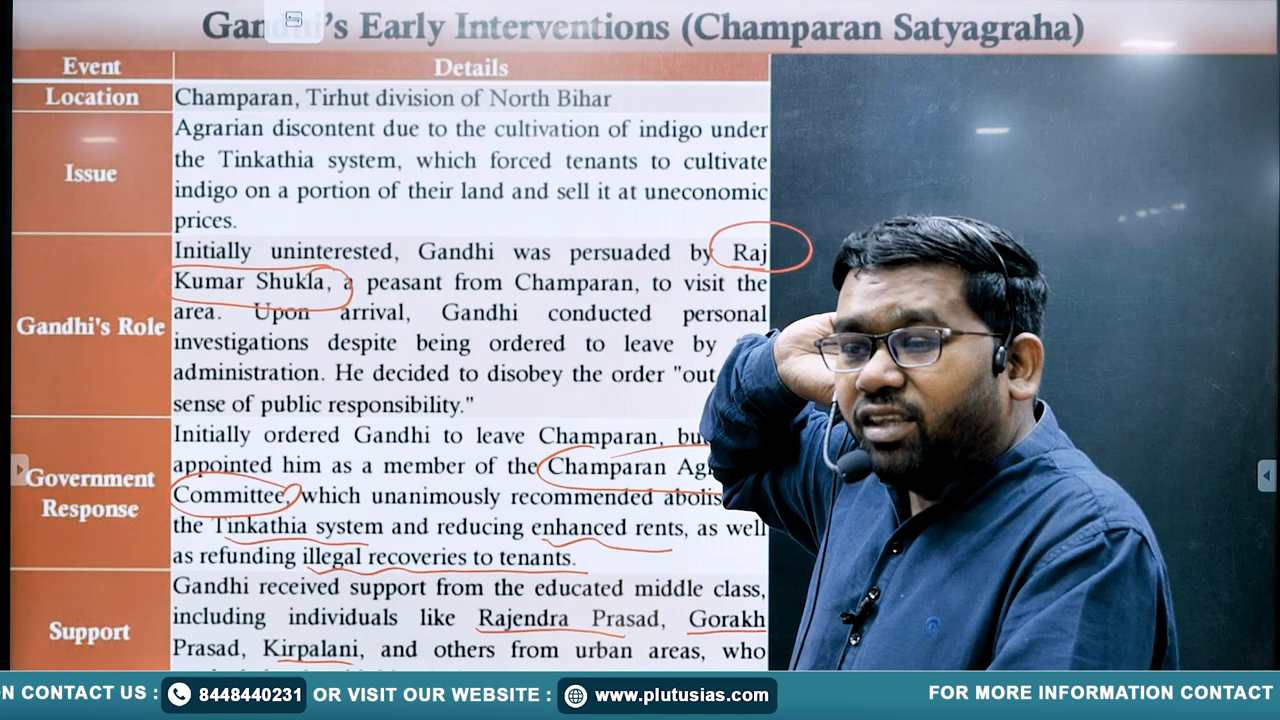 Gandhi's Early Interventions (Champaran Satyagraha)
Event
Details
Location
Champaran, Tirhut division of North Bihar
Issue
Agrarian discontent due to the cultivation of indigo under
the Tinkathia system, which forced tenants to cultivate
indigo on a portion of their land and sell it at uneconomic
prices.
Gandhi's Role
Initially uninterested, Gandhi was persuaded by Raj
Kumar Shukla, a peasant from Champaran, to visit the
area. Upon arrival, Gandhi conducted personal
investigations despite being ordered to leave by
administration. He decided to disobey the order "out
sense of public responsibility."
Government
Response
Initially ordered Gandhi to leave Champaran,
appointed him as a member of the Champaran
Committee, which unanimously recommended
the Tinkathia system and reducing enhanced rents, as well
as refunding illegal recoveries to tenants.
Support
Gandhi received support from the educated middle class,
including individuals like Rajendra Prasad, Gorakh
Prasad, Kirpalani, and others from urban areas, who
N CONTACT US : 8448440231 OR VISIT OUR WEBSITE : www.plutusias.com FOR MORE INFORMATION CONTACT